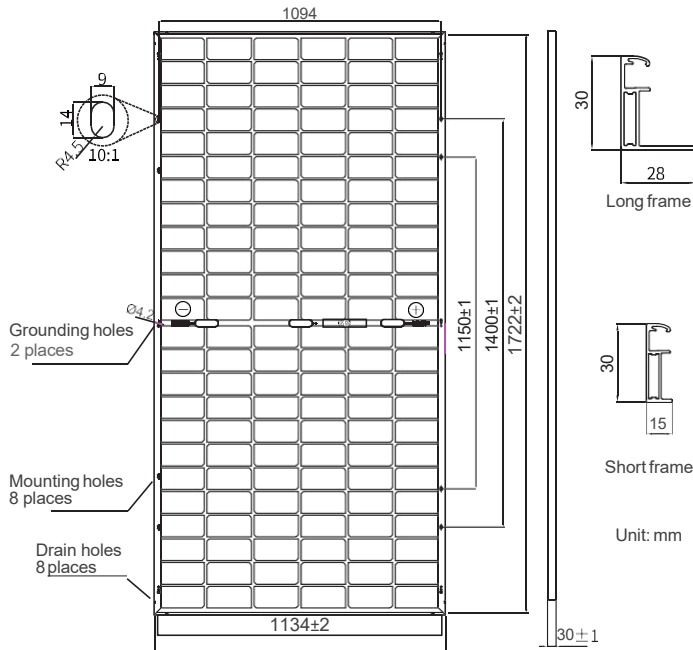 1094
9
14
R4.5
10:1
30
28
Long frame
Ø4.2
−
+
Grounding holes
2 places
1150±1
1400±1
1722±2
30
15
Short frame
Mounting holes
8 places
Unit: mm
Drain holes
8 places
1134±2
30±1